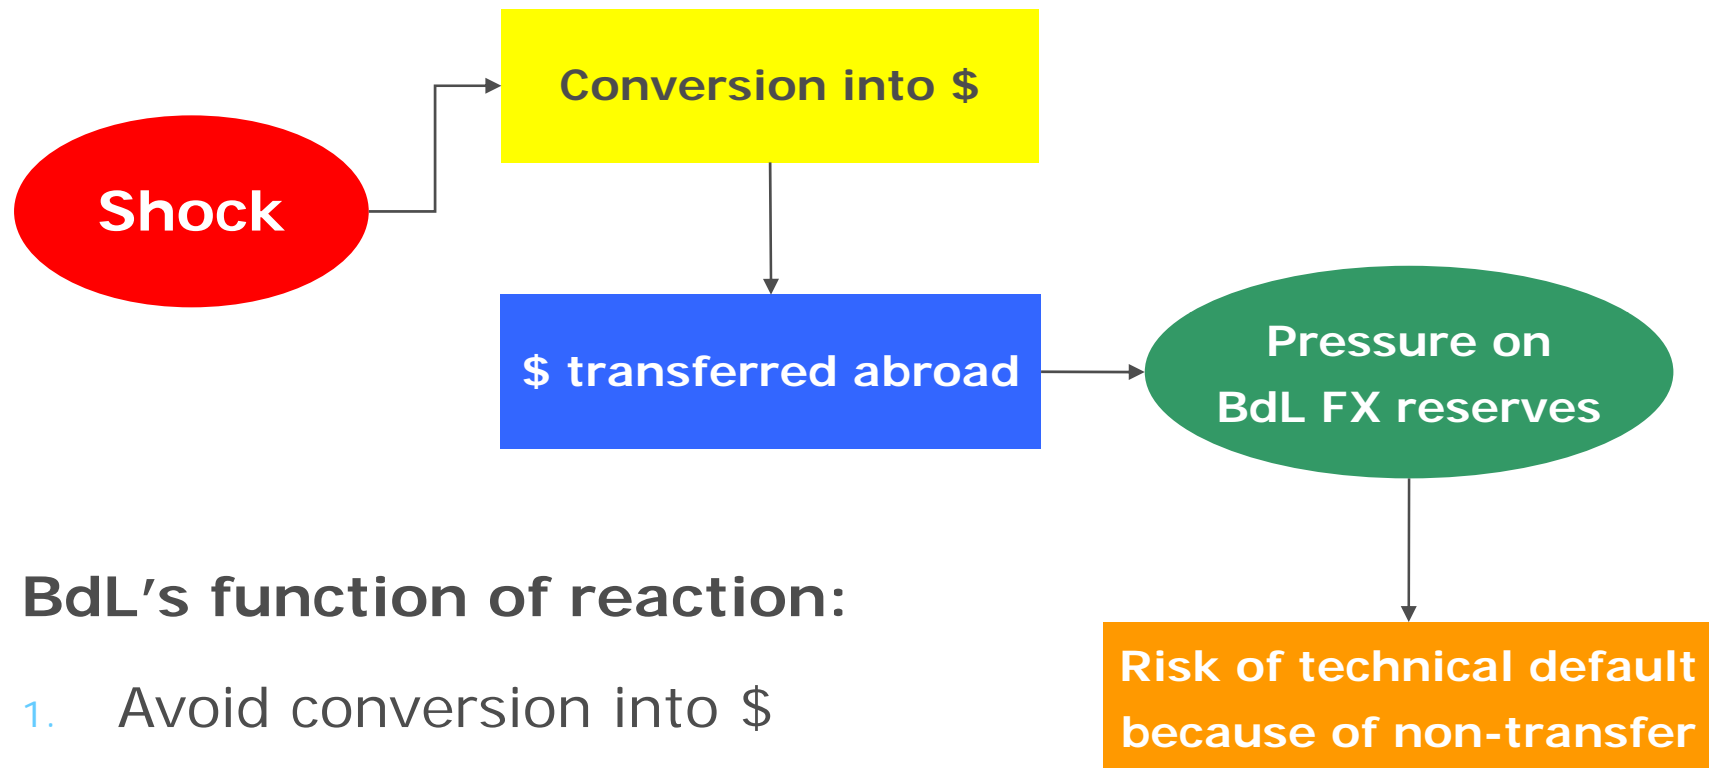 Conversion into $
Shock
$ transferred abroad
Pressure on
BdL FX reserves
BdL's function of reaction:
1. Avoid conversion into $
Risk of technical default
because of non-transfer